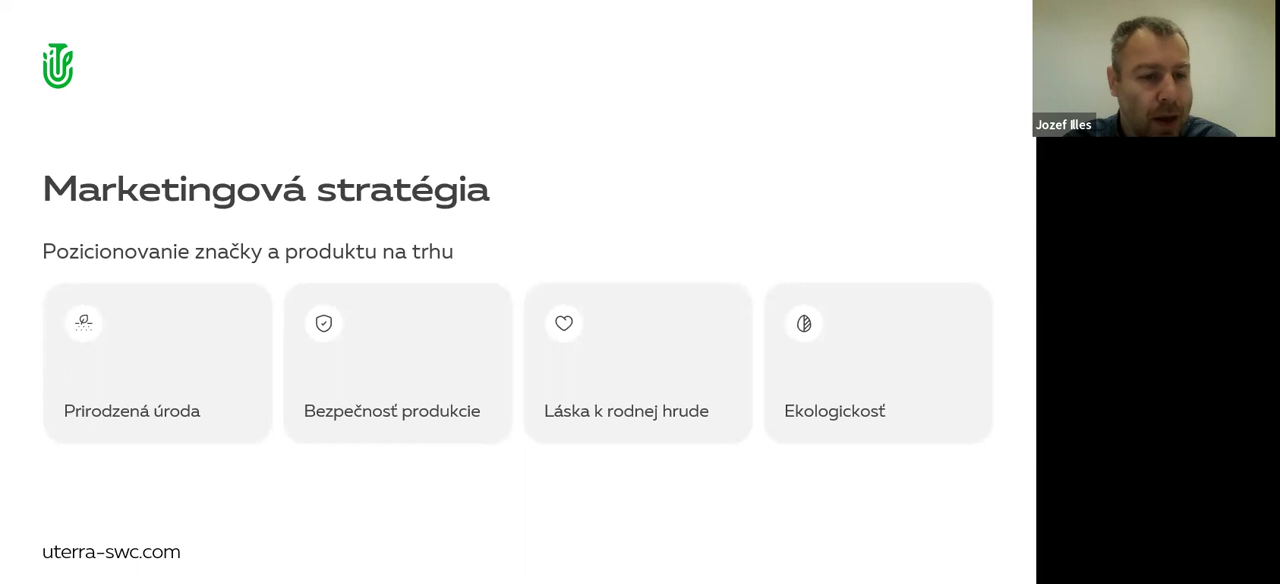 Marketingová stratégia
Pozicionovanie značky a produktu na trhu
Prirodzená úroda
Bezpečnosť produkcie
Láska k rodnej hrude
Ekologickosť
uterra-swc.com
Jozef Illes